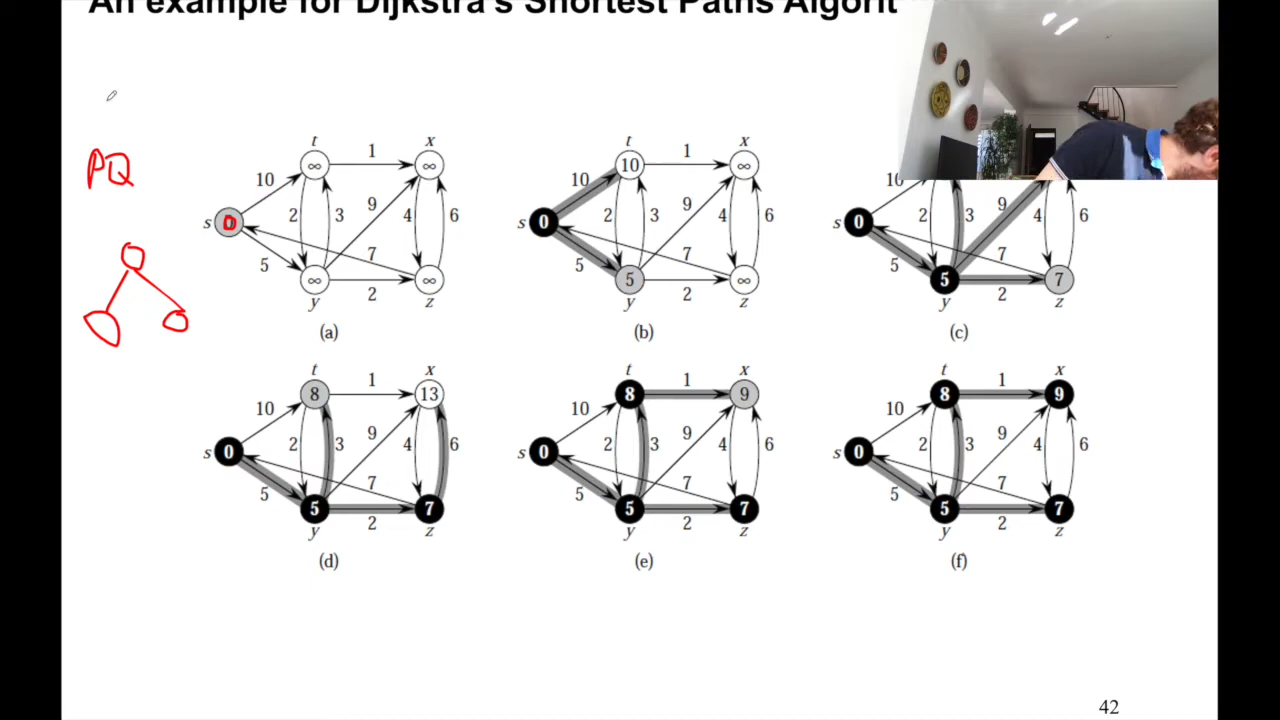 An example for Dijkstra's Shortest Paths Algorit
PQ
t x
∞ 1 ∞
10
s 0 2 3 9 4 6
5 7
∞ 2 ∞
y z
(a)
t x
10 1 ∞
10
s 0 2 3 9 4 6
5 7
5 2 ∞
y z
(b)
10
s 0 2 3 9 4 6
5 7
5 2 7
y z
(c)
t x
8 1 13
10
s 0 2 3 9 4 6
5 7
5 2 7
y z
(d)
t x
8 1 9
10
s 0 2 3 9 4 6
5 7
5 2 7
y z
(e)
t x
8 1 9
10
s 0 2 3 9 4 6
5 7
5 2 7
y z
(f)
42